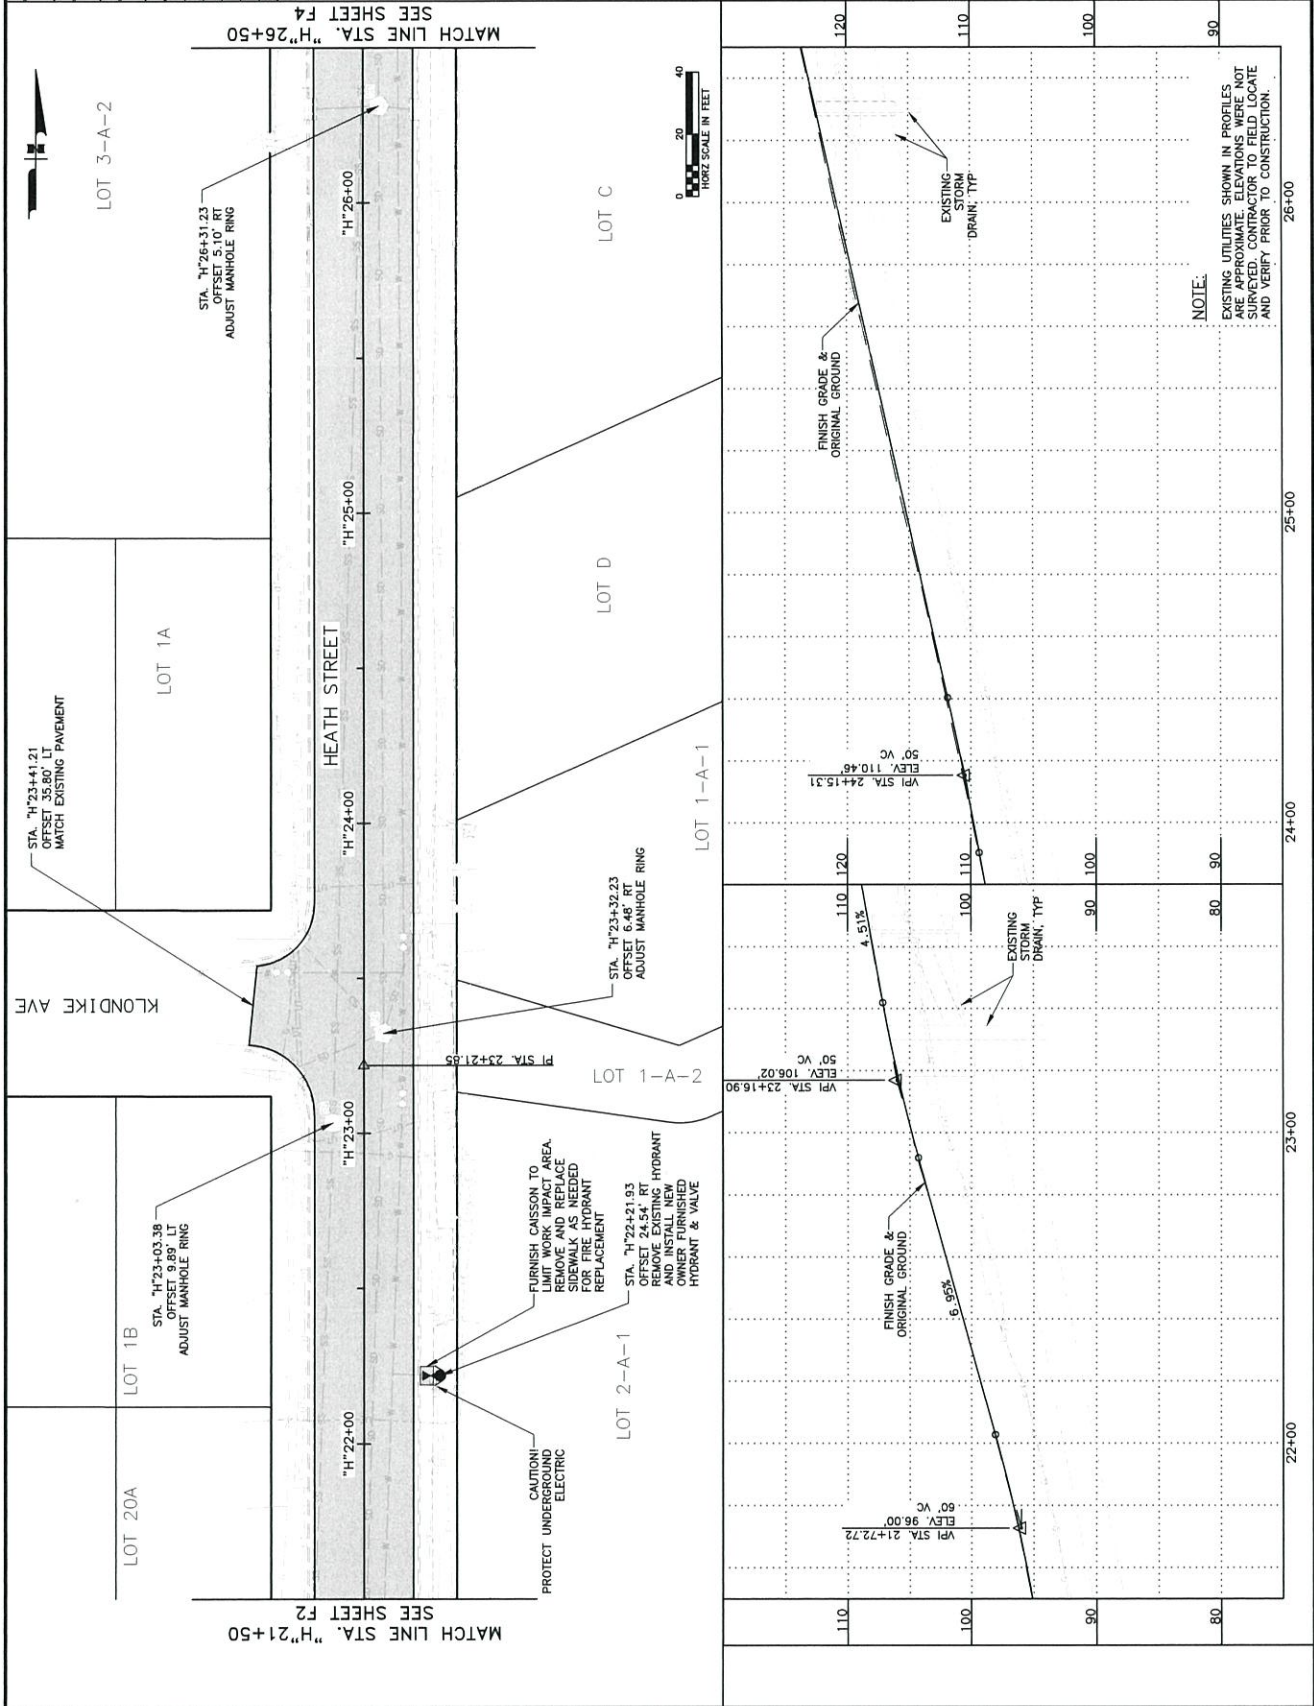 MATCH LINE STA. "H"21+50
SEE SHEET F2
MATCH LINE STA. "H"26+50
SEE SHEET F4
LOT 20A
LOT 1B
KLONDIKE AVE
LOT 1A
LOT 3-A-2
N
STA. "H"23+03.38
OFFSET 9.89' LT
ADJUST MANHOLE RING
STA. "H"23+41.21
OFFSET 35.80' LT
MATCH EXISTING PAVEMENT
STA. "H"26+31.23
OFFSET 5.10' RT
ADJUST MANHOLE RING
HEATH STREET
"H"22+00
"H"23+00
"H"24+00
"H"25+00
"H"26+00
PI STA. 23+21.85
CAUTION!
PROTECT UNDERGROUND
ELECTRIC
FURNISH CAISSON TO
LIMIT WORK IMPACT AREA.
REMOVE AND REPLACE
SIDEWALK AS NEEDED
FOR FIRE HYDRANT
REPLACEMENT
STA. "H"22+21.93
OFFSET 24.54' RT
REMOVE EXISTING HYDRANT
AND INSTALL NEW
OWNER FURNISHED
HYDRANT & VALVE
STA. "H"23+32.23
OFFSET 6.48' RT
ADJUST MANHOLE RING
LOT 2-A-1
LOT 1-A-2
LOT 1-A-1
LOT D
LOT C
0 20 40
HORZ SCALE IN FEET
110
100
90
80
VPI STA. 21+72.72
ELEV. 96.00'
60' VC
6.95%
FINISH GRADE &
ORIGINAL GROUND
VPI STA. 23+16.90
ELEV. 106.02'
50' VC
4.51%
EXISTING
STORM
DRAIN, TYP
110
100
90
80
120
110
100
90
VPI STA. 24+15.31
ELEV. 110.46'
50' VC
FINISH GRADE &
ORIGINAL GROUND
EXISTING
STORM
DRAIN, TYP
120
110
100
90
NOTE:
EXISTING UTILITIES SHOWN IN PROFILES
ARE APPROXIMATE. ELEVATIONS WERE NOT
SURVEYED. CONTRACTOR TO FIELD LOCATE
AND VERIFY PRIOR TO CONSTRUCTION.
22+00
23+00
24+00
25+00
26+00